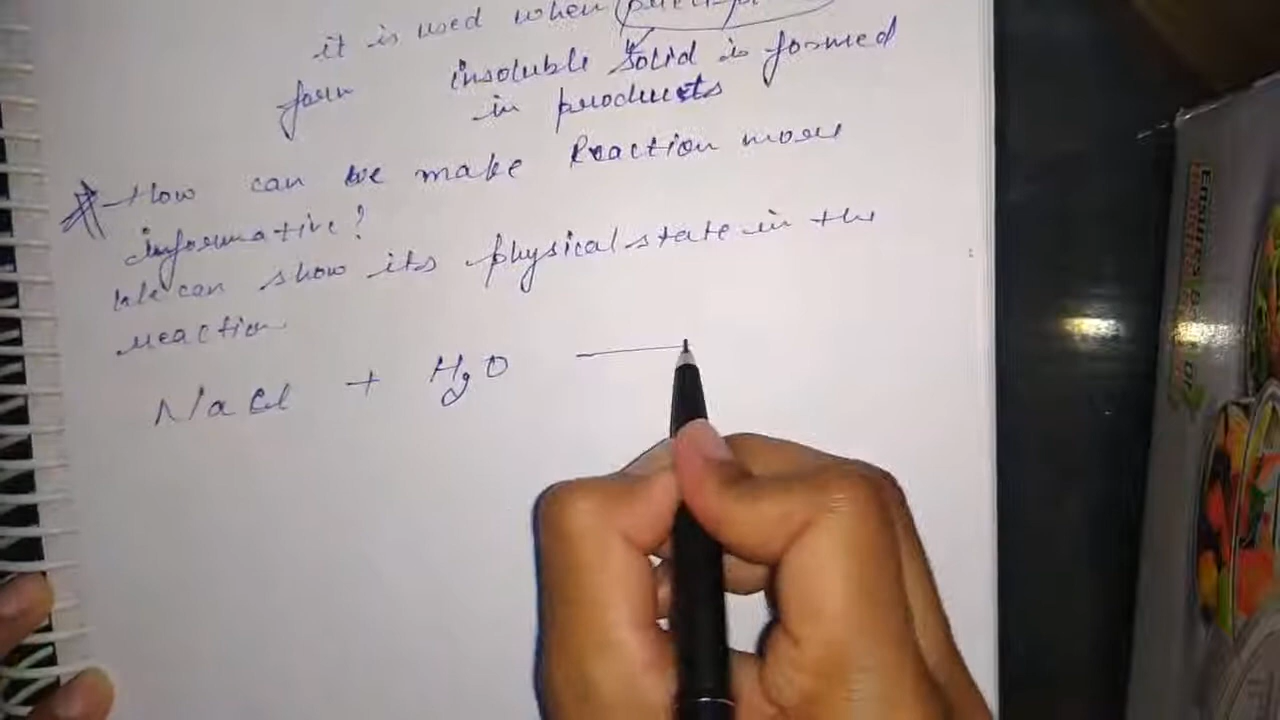 it is used when
form insoluble solid is formed
in products
How can we make Reaction more
informative?
We can show its physical state in the
reaction.
NaCl + H2O